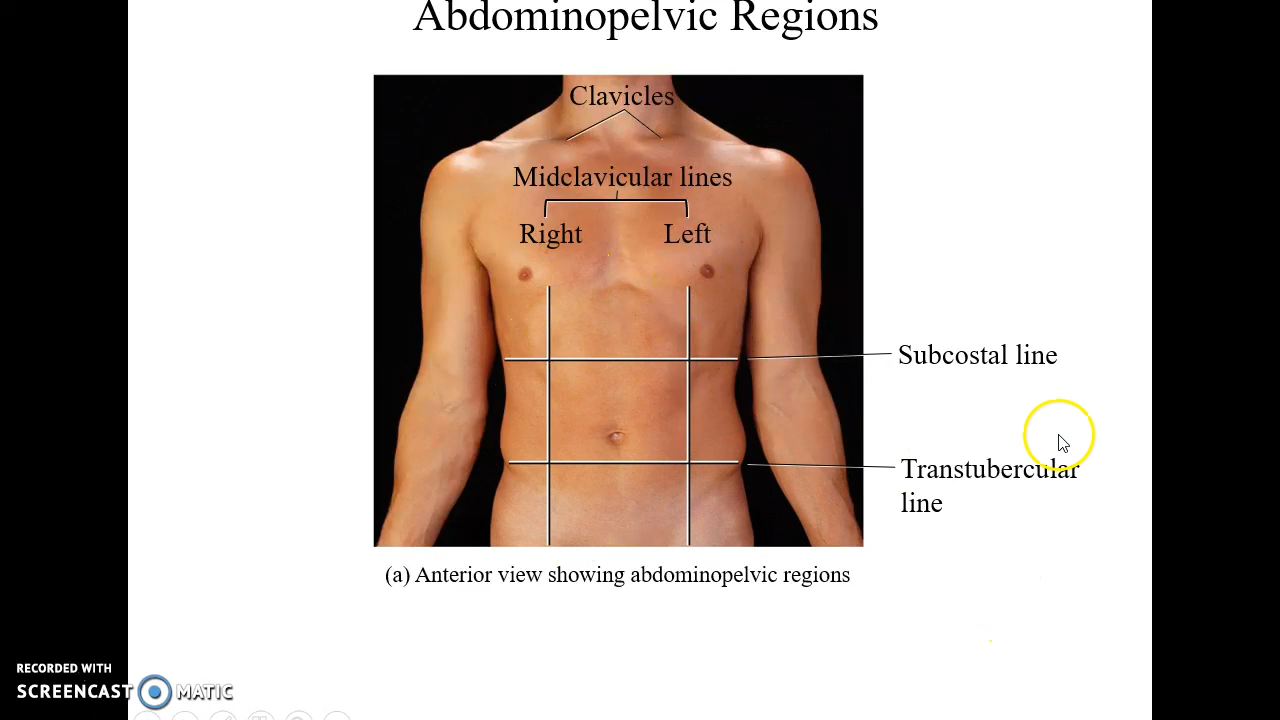 Abdominopelvic Regions
Clavicles
Midclavicular lines
Right Left
Subcostal line
Transtubercular
line
(a) Anterior view showing abdominopelvic regions
RECORDED WITH
SCREENCAST MATIC